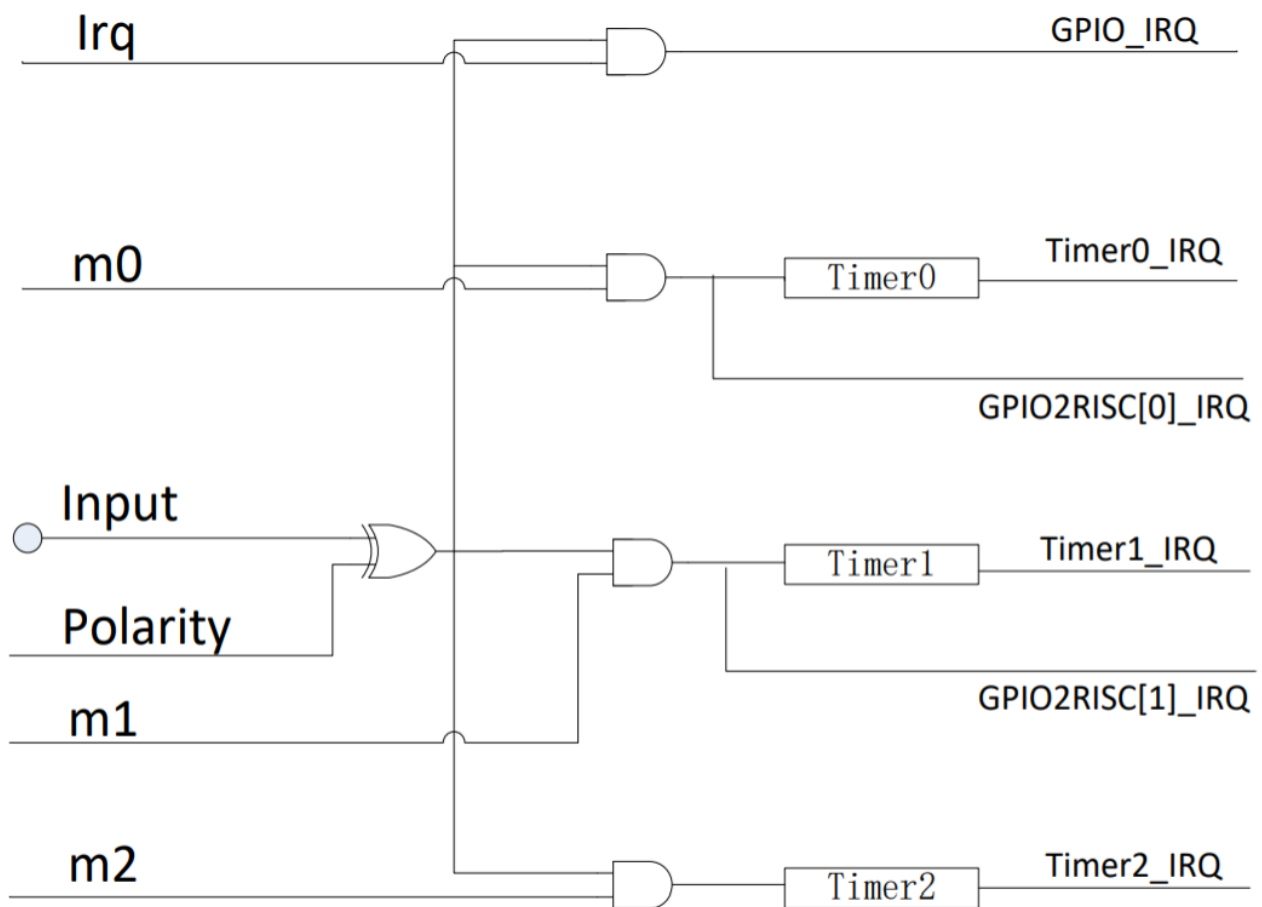 Irq
GPIO_IRQ
m0
Timer0
Timer0_IRQ
GPIO2RISC[0]_IRQ
Input
Polarity
Timer1
Timer1_IRQ
GPIO2RISC[1]_IRQ
m1
m2
Timer2
Timer2_IRQ